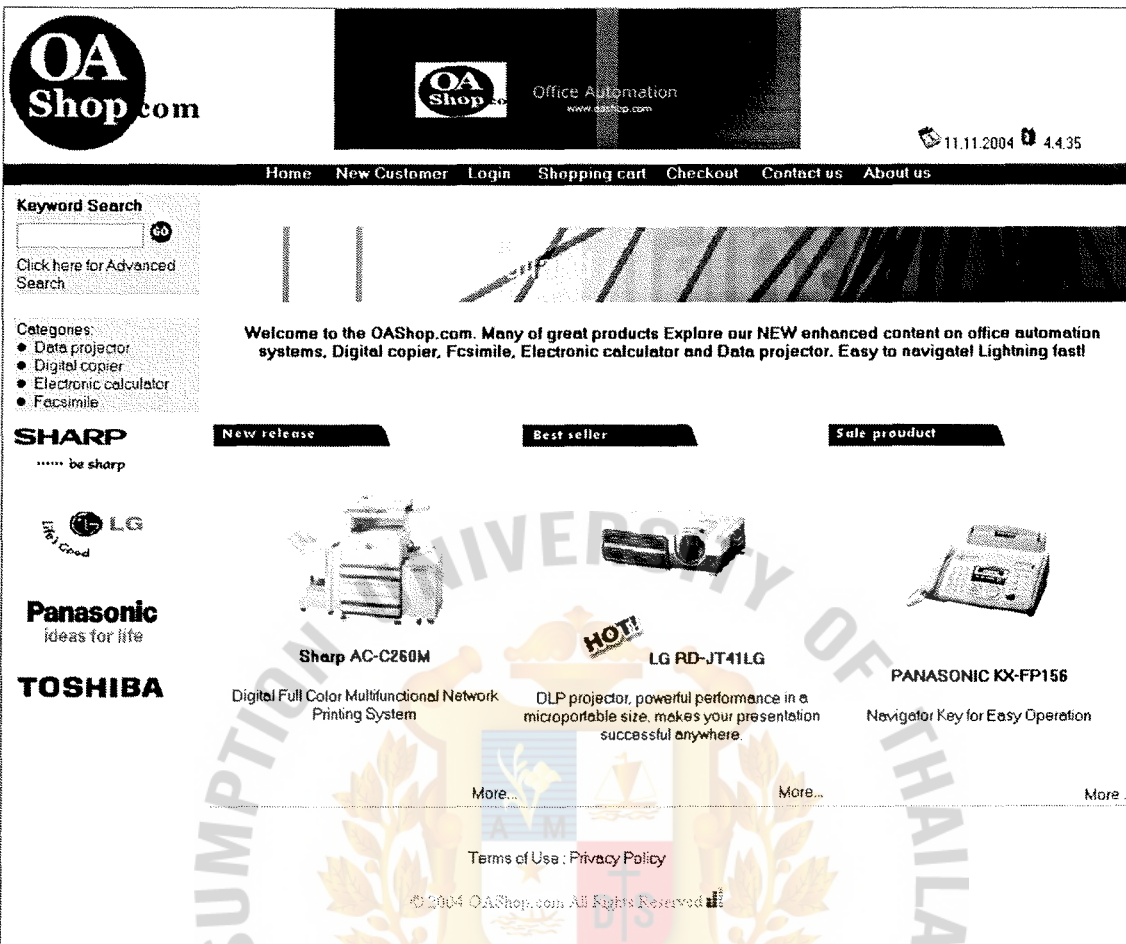 OA
Shop.com
OA
Shop
Office Automation
www.oashop.com
11.11.2004 4.4.35
Home New Customer Login Shopping cart Checkout Contact us About us
Keyword Search
GO
Click here for Advanced
Search
Categories:
Data projector
Digital copier
Electronic calculator
Facsimile
Welcome to the OAShop.com. Many of great products Explore our NEW enhanced content on office automation
systems, Digital copier, Fcsimile, Electronic calculator and Data projector. Easy to navigate! Lightning fast!
SHARP
...... be sharp
Life's Good LG
Panasonic
ideas for life
TOSHIBA
New release
Sharp AC-C260M
Digital Full Color Multifunctional Network
Printing System
More...
Best seller
HOT!
LG RD-JT41LG
DLP projector, powerful performance in a
microportable size, makes your presentation
successful anywhere.
More...
Sale prouduct
PANASONIC KX-FP156
Navigator Key for Easy Operation
More .
Terms of Use : Privacy Policy
© 2004 OAShop.com All Rights Reserved
SUMPTION UNIVERSITY OF THAILA
A M
D S